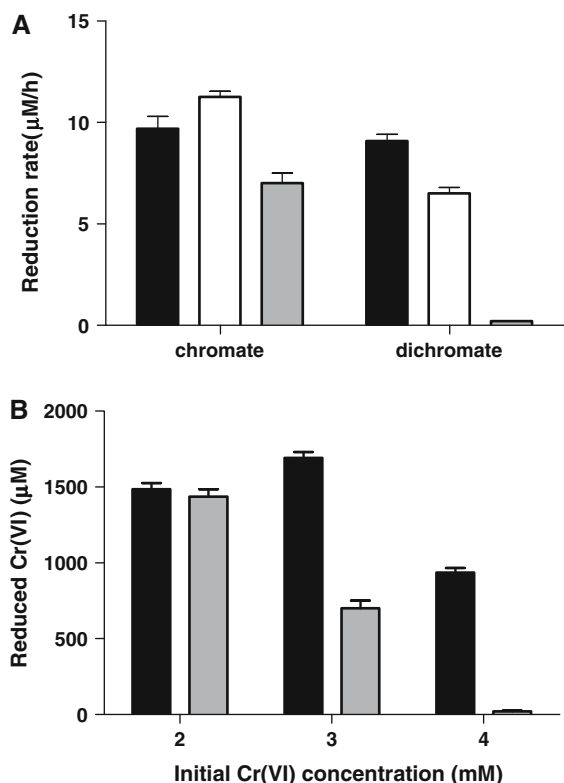 A
Reduction rate(μM/h)
15
10
5
0
chromate dichromate
B
Reduced Cr(VI) (μM)
2000
1500
1000
500
0
2 3 4
Initial Cr(VI) concentration (mM)